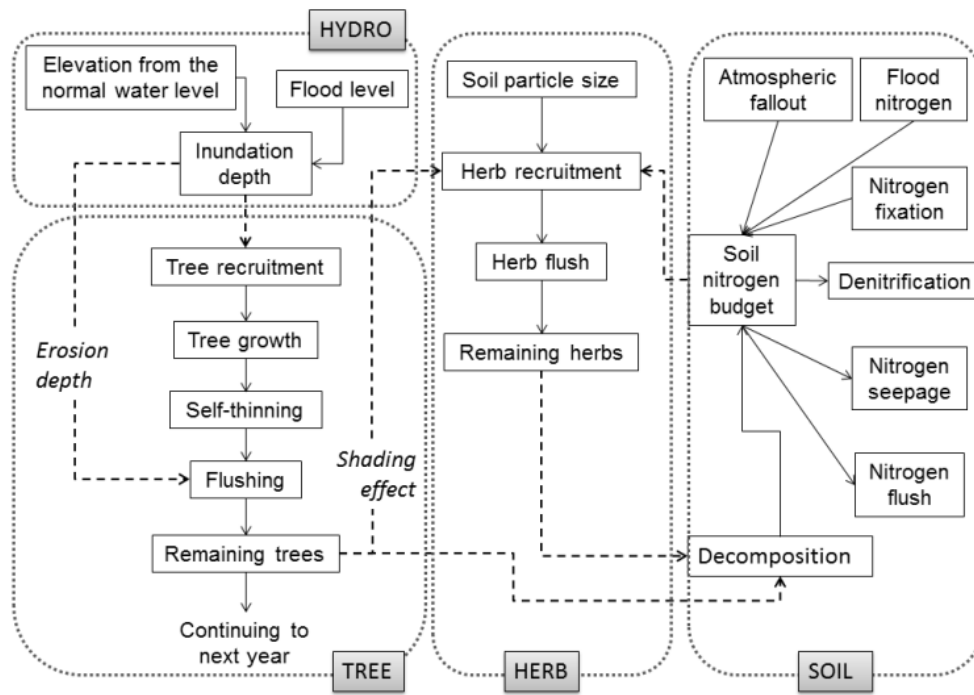 HYDRO
Elevation from the
normal water level
Flood level
Inundation
depth
Tree recruitment
Tree growth
Erosion
depth
Self-thinning
Flushing
Shading
effect
Remaining trees
Continuing to
next year
TREE
Soil particle size
Herb recruitment
Herb flush
Remaining herbs
HERB
Atmospheric
fallout
Flood
nitrogen
Nitrogen
fixation
Soil
nitrogen
budget
Denitrification
Nitrogen
seepage
Nitrogen
flush
Decomposition
SOIL